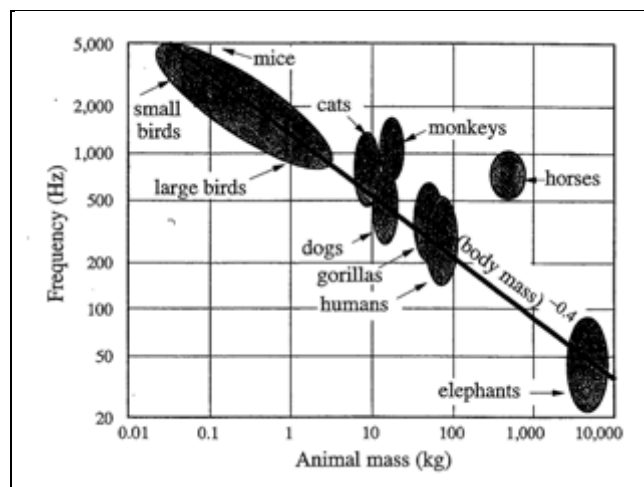 5,000
2,000
1,000
500
200
100
50
20
Frequency (Hz)
mice
small
birds
large birds
cats
monkeys
horses
dogs
gorillas
humans
(body mass) −0.4
elephants
0.01 0.1 1 10 100 1,000 10,000
Animal mass (kg)